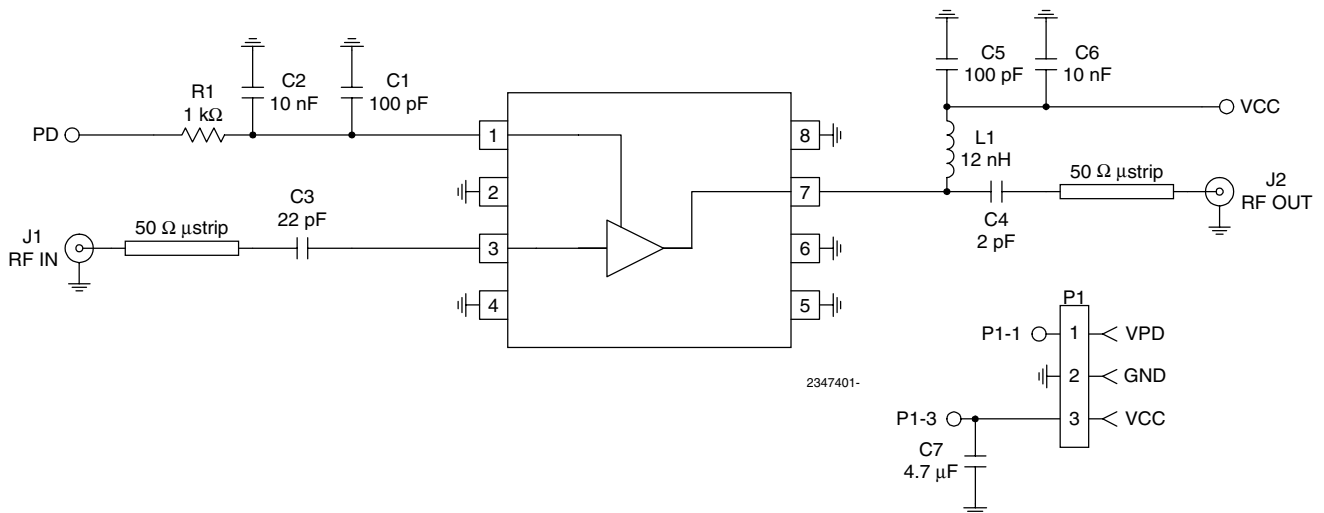 R1
1 kΩ
C2
10 nF
C1
100 pF
PD
C5
100 pF
C6
10 nF
VCC
L1
12 nH
1
2
3
4
8
7
6
5
C3
22 pF
50 Ω μstrip
J1
RF IN
C4
2 pF
50 Ω μstrip
J2
RF OUT
2347401-
P1
P1-1
1
VPD
2
GND
P1-3
3
VCC
C7
4.7 μF